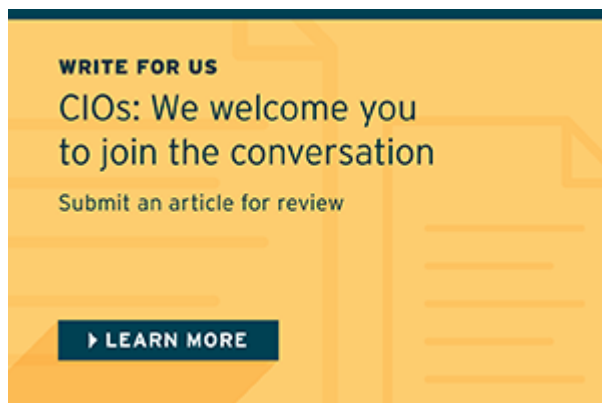 WRITE FOR US
CIOs: We welcome you
to join the conversation
Submit an article for review
LEARN MORE